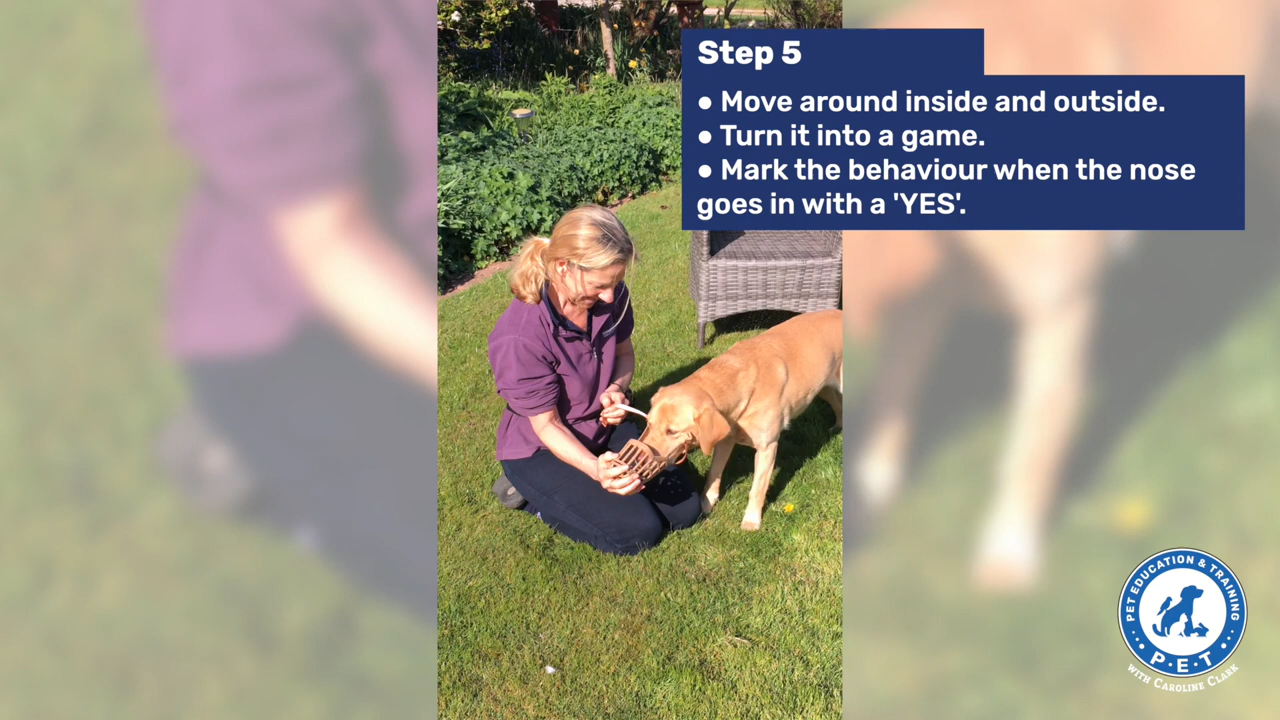 Step 5
● Move around inside and outside.
● Turn it into a game.
● Mark the behaviour when the nose
goes in with a 'YES'.
PET EDUCATION & TRAINING
P·E·T
WITH CAROLINE CLARK